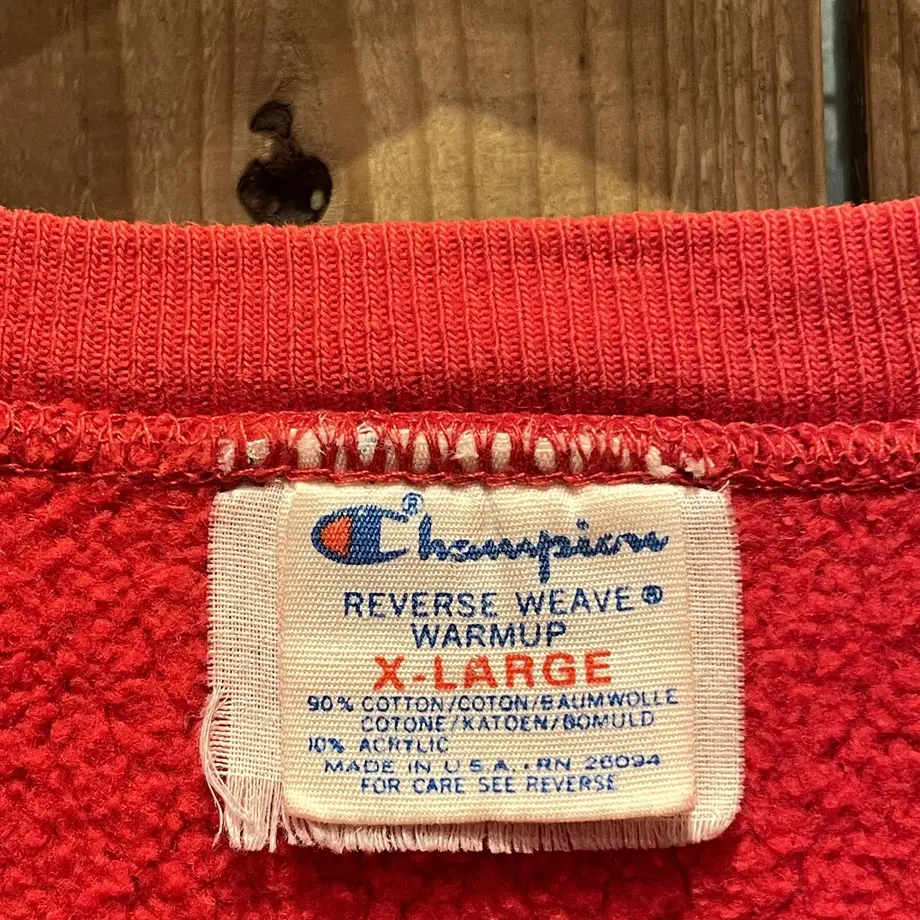 Champion®
REVERSE WEAVE®
WARMUP
X-LARGE
90% COTTON/COTON/BAUMWOLLE
COTONE/KATOEN/BOMULD
10% ACRYLIC
MADE IN U.S.A. · RN 26094
FOR CARE SEE REVERSE